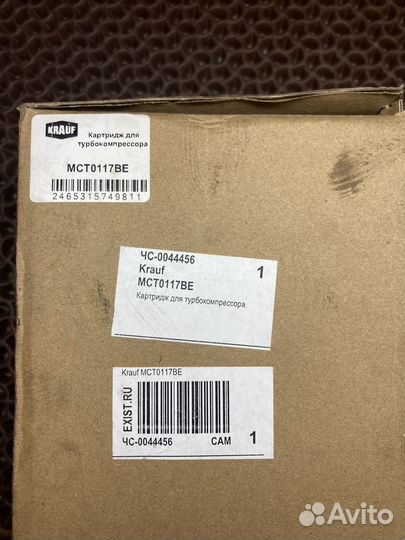 KRAUF
Картридж для
турбокомпрессора
MCT0117BE
2465315749811
ЧС-0044456
1
Krauf
MCT0117BE
Картридж для турбокомпрессора
Krauf MCT0117BE
EXIST.RU
ЧС-0044456
САМ
1
Avito